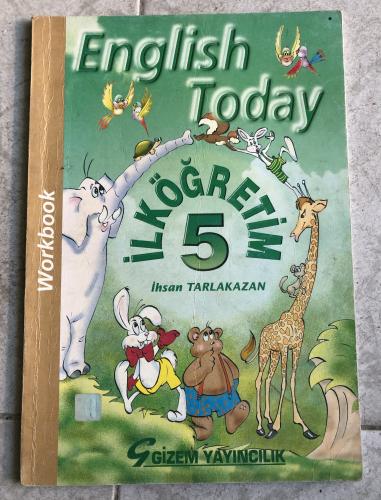 English
Today
Workbook
İLKÖĞRETİM
5
İhsan TARLAKAZAN
GİZEM YAYINCILIK